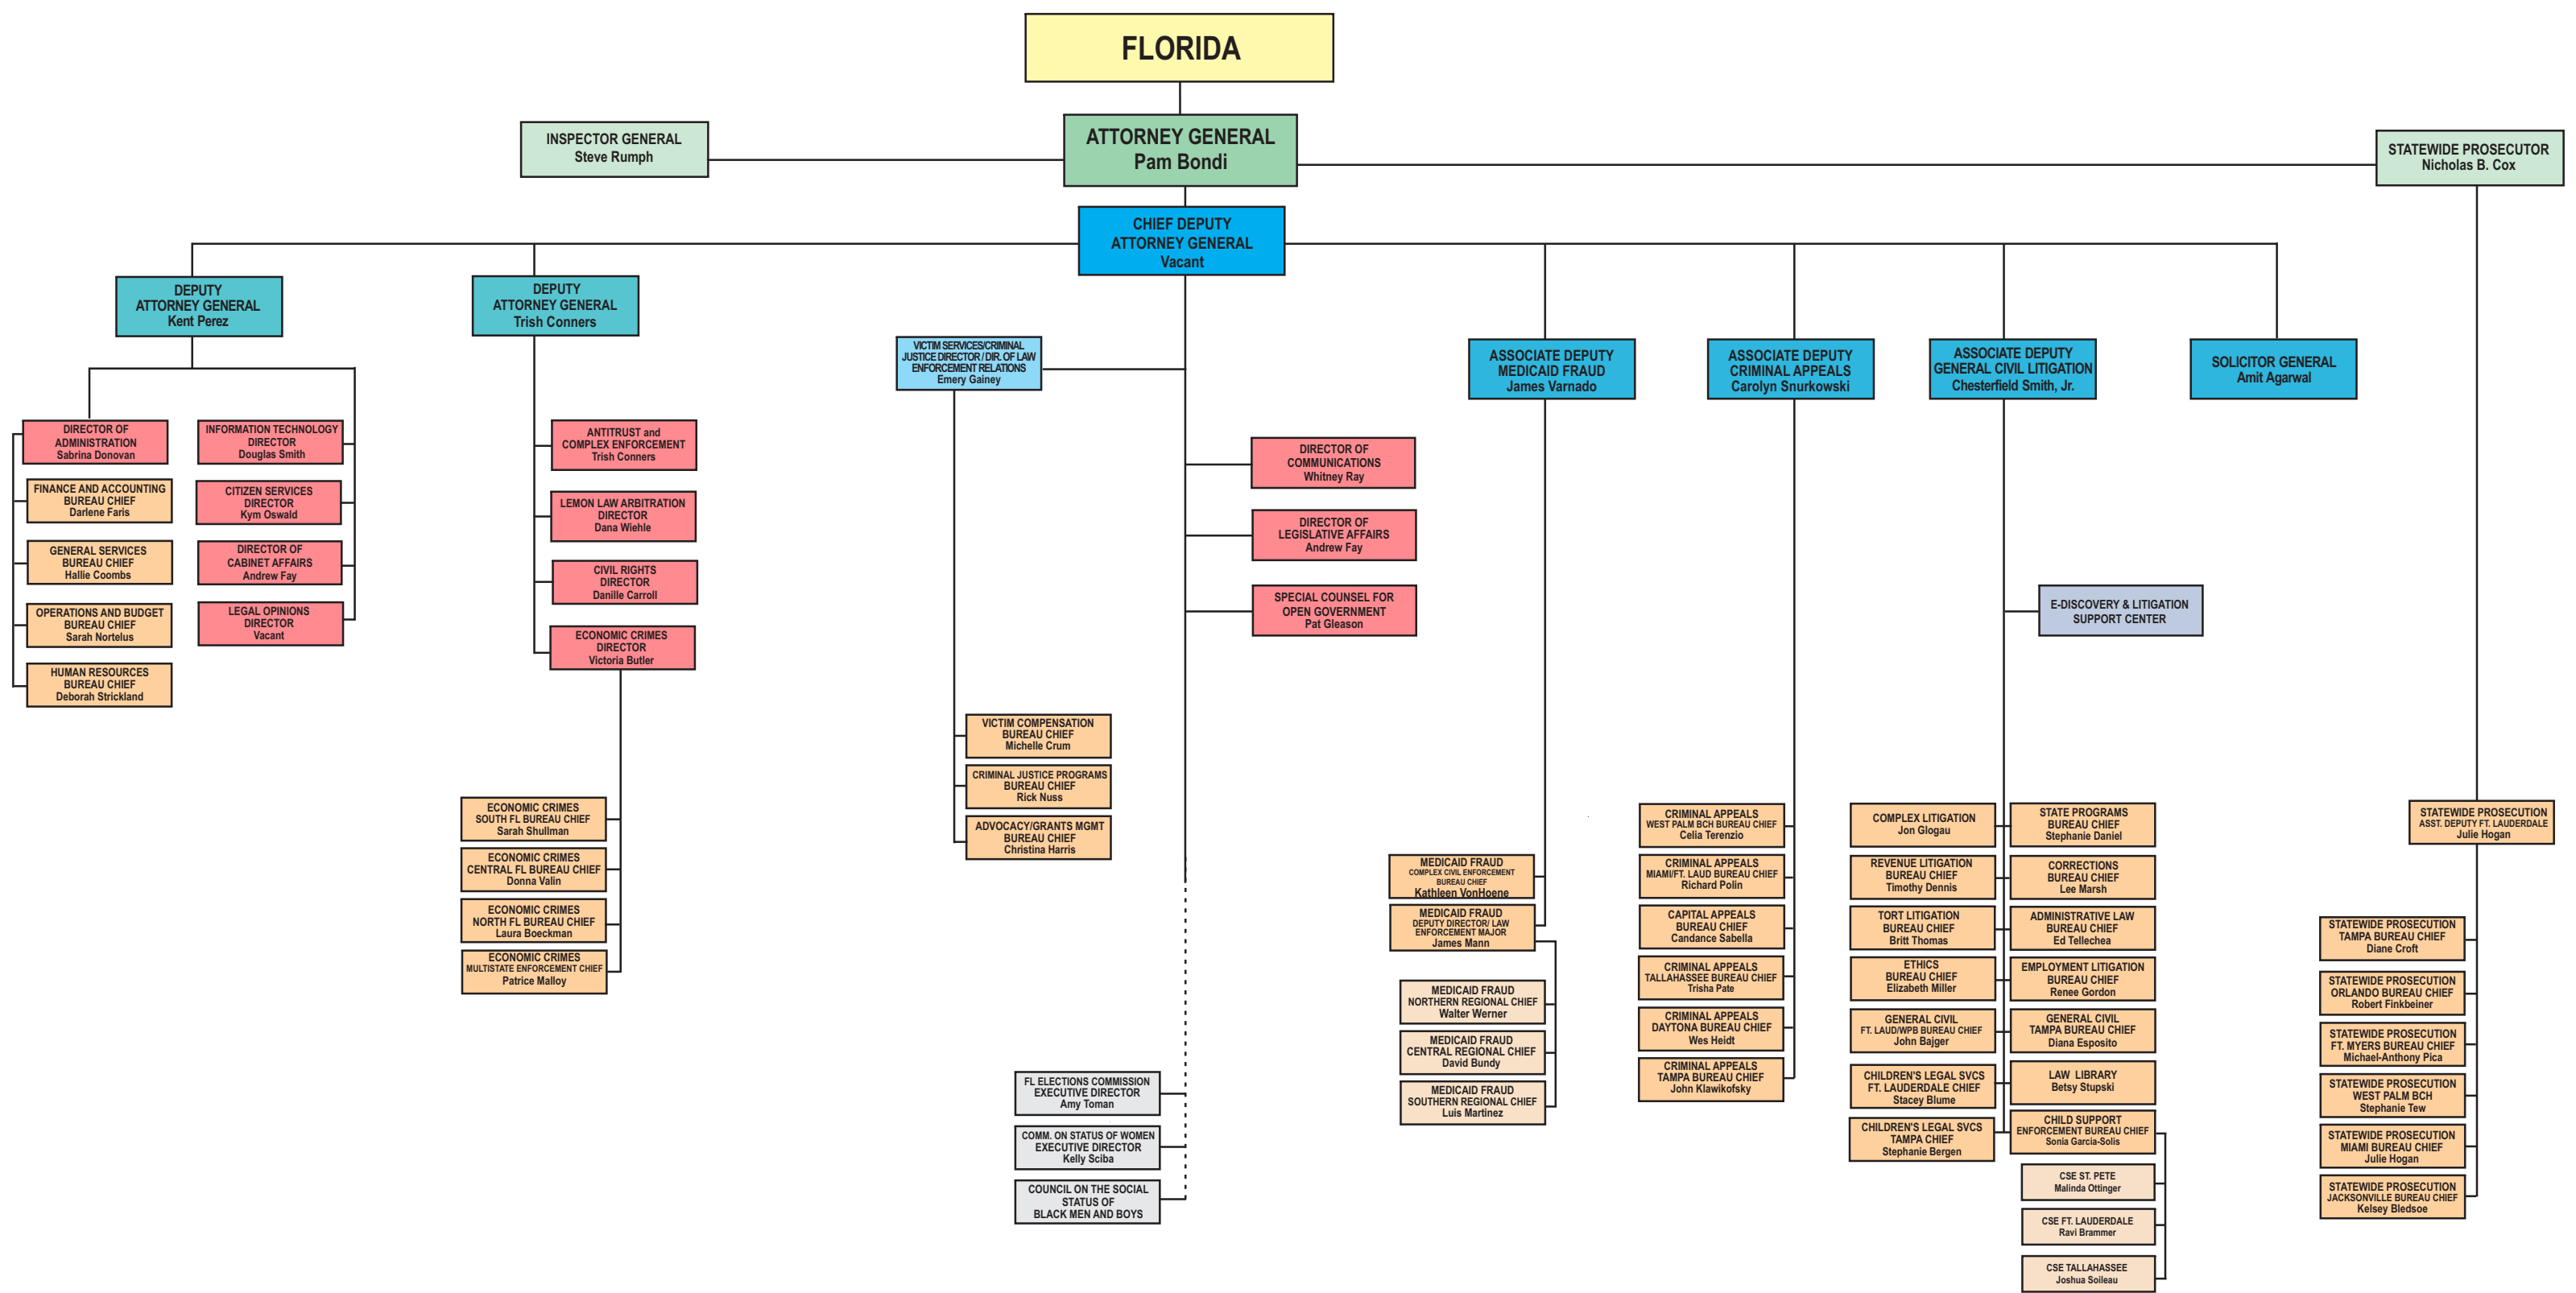 FLORIDA
INSPECTOR GENERAL
Steve Rumph
ATTORNEY GENERAL
Pam Bondi
STATEWIDE PROSECUTOR
Nicholas B. Cox
CHIEF DEPUTY
ATTORNEY GENERAL
Vacant
DEPUTY
ATTORNEY GENERAL
Kent Perez
DEPUTY
ATTORNEY GENERAL
Trish Conners
VICTIM SERVICES/CRIMINAL
JUSTICE DIRECTOR / DIR. OF LAW
ENFORCEMENT RELATIONS
Emery Gainey
ASSOCIATE DEPUTY
MEDICAID FRAUD
James Varnado
ASSOCIATE DEPUTY
CRIMINAL APPEALS
Carolyn Snurkowski
ASSOCIATE DEPUTY
GENERAL CIVIL LITIGATION
Chesterfield Smith, Jr.
SOLICITOR GENERAL
Amit Agarwal
DIRECTOR OF
ADMINISTRATION
Sabrina Donovan
FINANCE AND ACCOUNTING
BUREAU CHIEF
Darlene Faris
GENERAL SERVICES
BUREAU CHIEF
Hallie Coombs
OPERATIONS AND BUDGET
BUREAU CHIEF
Sarah Nortelus
HUMAN RESOURCES
BUREAU CHIEF
Deborah Strickland
INFORMATION TECHNOLOGY
DIRECTOR
Douglas Smith
CITIZEN SERVICES
DIRECTOR
Kym Oswald
DIRECTOR OF
CABINET AFFAIRS
Andrew Fay
LEGAL OPINIONS
DIRECTOR
Vacant
ANTITRUST and
COMPLEX ENFORCEMENT
Trish Conners
LEMON LAW ARBITRATION
DIRECTOR
Dana Wiehle
CIVIL RIGHTS
DIRECTOR
Danille Carroll
ECONOMIC CRIMES
DIRECTOR
Victoria Butler
ECONOMIC CRIMES
SOUTH FL BUREAU CHIEF
Sarah Shullman
ECONOMIC CRIMES
CENTRAL FL BUREAU CHIEF
Donna Valin
ECONOMIC CRIMES
NORTH FL BUREAU CHIEF
Laura Boeckman
ECONOMIC CRIMES
MULTISTATE ENFORCEMENT CHIEF
Patrice Malloy
VICTIM COMPENSATION
BUREAU CHIEF
Michelle Crum
CRIMINAL JUSTICE PROGRAMS
BUREAU CHIEF
Rick Nuss
ADVOCACY/GRANTS MGMT
BUREAU CHIEF
Christina Harris
DIRECTOR OF
COMMUNICATIONS
Whitney Ray
DIRECTOR OF
LEGISLATIVE AFFAIRS
Andrew Fay
SPECIAL COUNSEL FOR
OPEN GOVERNMENT
Pat Gleason
FL ELECTIONS COMMISSION
EXECUTIVE DIRECTOR
Amy Toman
COMM. ON STATUS OF WOMEN
EXECUTIVE DIRECTOR
Kelly Sciba
COUNCIL ON THE SOCIAL
STATUS OF
BLACK MEN AND BOYS
MEDICAID FRAUD
COMPLEX CIVIL ENFORCEMENT
BUREAU CHIEF
Kathleen VonHoene
MEDICAID FRAUD
DEPUTY DIRECTOR/ LAW
ENFORCEMENT MAJOR
James Mann
MEDICAID FRAUD
NORTHERN REGIONAL CHIEF
Walter Werner
MEDICAID FRAUD
CENTRAL REGIONAL CHIEF
David Bundy
MEDICAID FRAUD
SOUTHERN REGIONAL CHIEF
Luis Martinez
CRIMINAL APPEALS
WEST PALM BCH BUREAU CHIEF
Celia Terenzio
CRIMINAL APPEALS
MIAMI/FT. LAUD BUREAU CHIEF
Richard Polin
CAPITAL APPEALS
BUREAU CHIEF
Candance Sabella
CRIMINAL APPEALS
TALLAHASSEE BUREAU CHIEF
Trisha Pate
CRIMINAL APPEALS
DAYTONA BUREAU CHIEF
Wes Heidt
CRIMINAL APPEALS
TAMPA BUREAU CHIEF
John Klawikofsky
E-DISCOVERY & LITIGATION
SUPPORT CENTER
COMPLEX LITIGATION
Jon Glogau
REVENUE LITIGATION
BUREAU CHIEF
Timothy Dennis
TORT LITIGATION
BUREAU CHIEF
Britt Thomas
ETHICS
BUREAU CHIEF
Elizabeth Miller
GENERAL CIVIL
FT. LAUD/WPB BUREAU CHIEF
John Bajger
CHILDREN'S LEGAL SVCS
FT. LAUDERDALE CHIEF
Stacey Blume
CHILDREN'S LEGAL SVCS
TAMPA CHIEF
Stephanie Bergen
STATE PROGRAMS
BUREAU CHIEF
Stephanie Daniel
CORRECTIONS
BUREAU CHIEF
Lee Marsh
ADMINISTRATIVE LAW
BUREAU CHIEF
Ed Tellechea
EMPLOYMENT LITIGATION
BUREAU CHIEF
Renee Gordon
GENERAL CIVIL
TAMPA BUREAU CHIEF
Diana Esposito
LAW LIBRARY
Betsy Stupski
CHILD SUPPORT
ENFORCEMENT BUREAU CHIEF
Sonia Garcia-Solis
CSE ST. PETE
Malinda Ottinger
CSE FT. LAUDERDALE
Ravi Brammer
CSE TALLAHASSEE
Joshua Soileau
STATEWIDE PROSECUTION
ASST. DEPUTY FT. LAUDERDALE
Julie Hogan
STATEWIDE PROSECUTION
TAMPA BUREAU CHIEF
Diane Croft
STATEWIDE PROSECUTION
ORLANDO BUREAU CHIEF
Robert Finkbeiner
STATEWIDE PROSECUTION
FT. MYERS BUREAU CHIEF
Michael-Anthony Pica
STATEWIDE PROSECUTION
WEST PALM BCH
Stephanie Tew
STATEWIDE PROSECUTION
MIAMI BUREAU CHIEF
Julie Hogan
STATEWIDE PROSECUTION
JACKSONVILLE BUREAU CHIEF
Kelsey Bledsoe